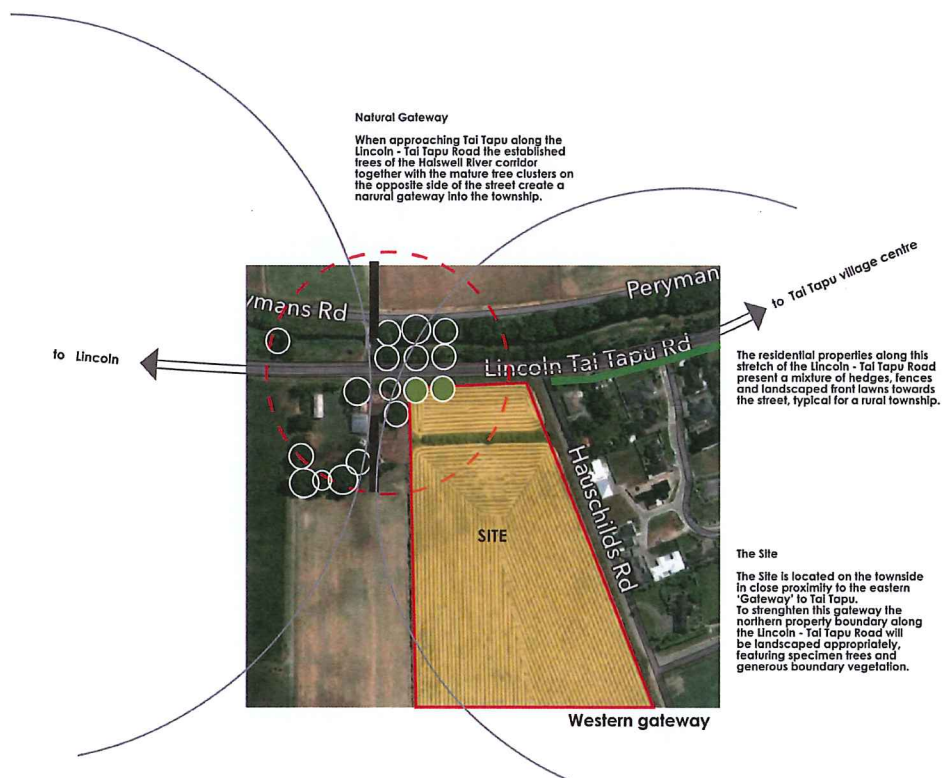 Natural Gateway
When approaching Tai Tapu along the
Lincoln - Tai Tapu Road the established
trees of the Halswell River corridor
together with the mature tree clusters on
the opposite side of the street create a
narural gateway into the township.
to Tai Tapu village centre
Peryman
ymans Rd
to Lincoln
Lincoln Tai Tapu Rd
The residential properties along this
stretch of the Lincoln - Tai Tapu Road
present a mixture of hedges, fences
and landscaped front lawns towards
the street, typical for a rural township.
Hauschilds Rd
SITE
The Site
The Site is located on the townside
in close proximity to the eastern
'Gateway' to Tai Tapu.
To strenghten this gateway the
northern property boundary along
the Lincoln - Tai Tapu Road will
be landscaped appropriately,
featuring specimen trees and
generous boundary vegetation.
Western gateway